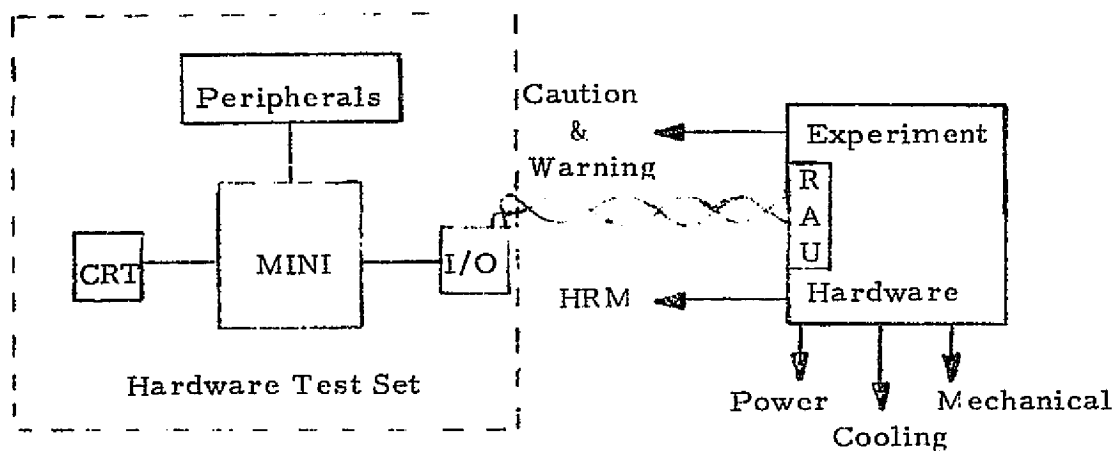 Peripherals
CRT
MINI
I/O
Hardware Test Set
Caution
&
Warning
HRM
Experiment
R
A
U
Hardware
Power
Cooling
Mechanical